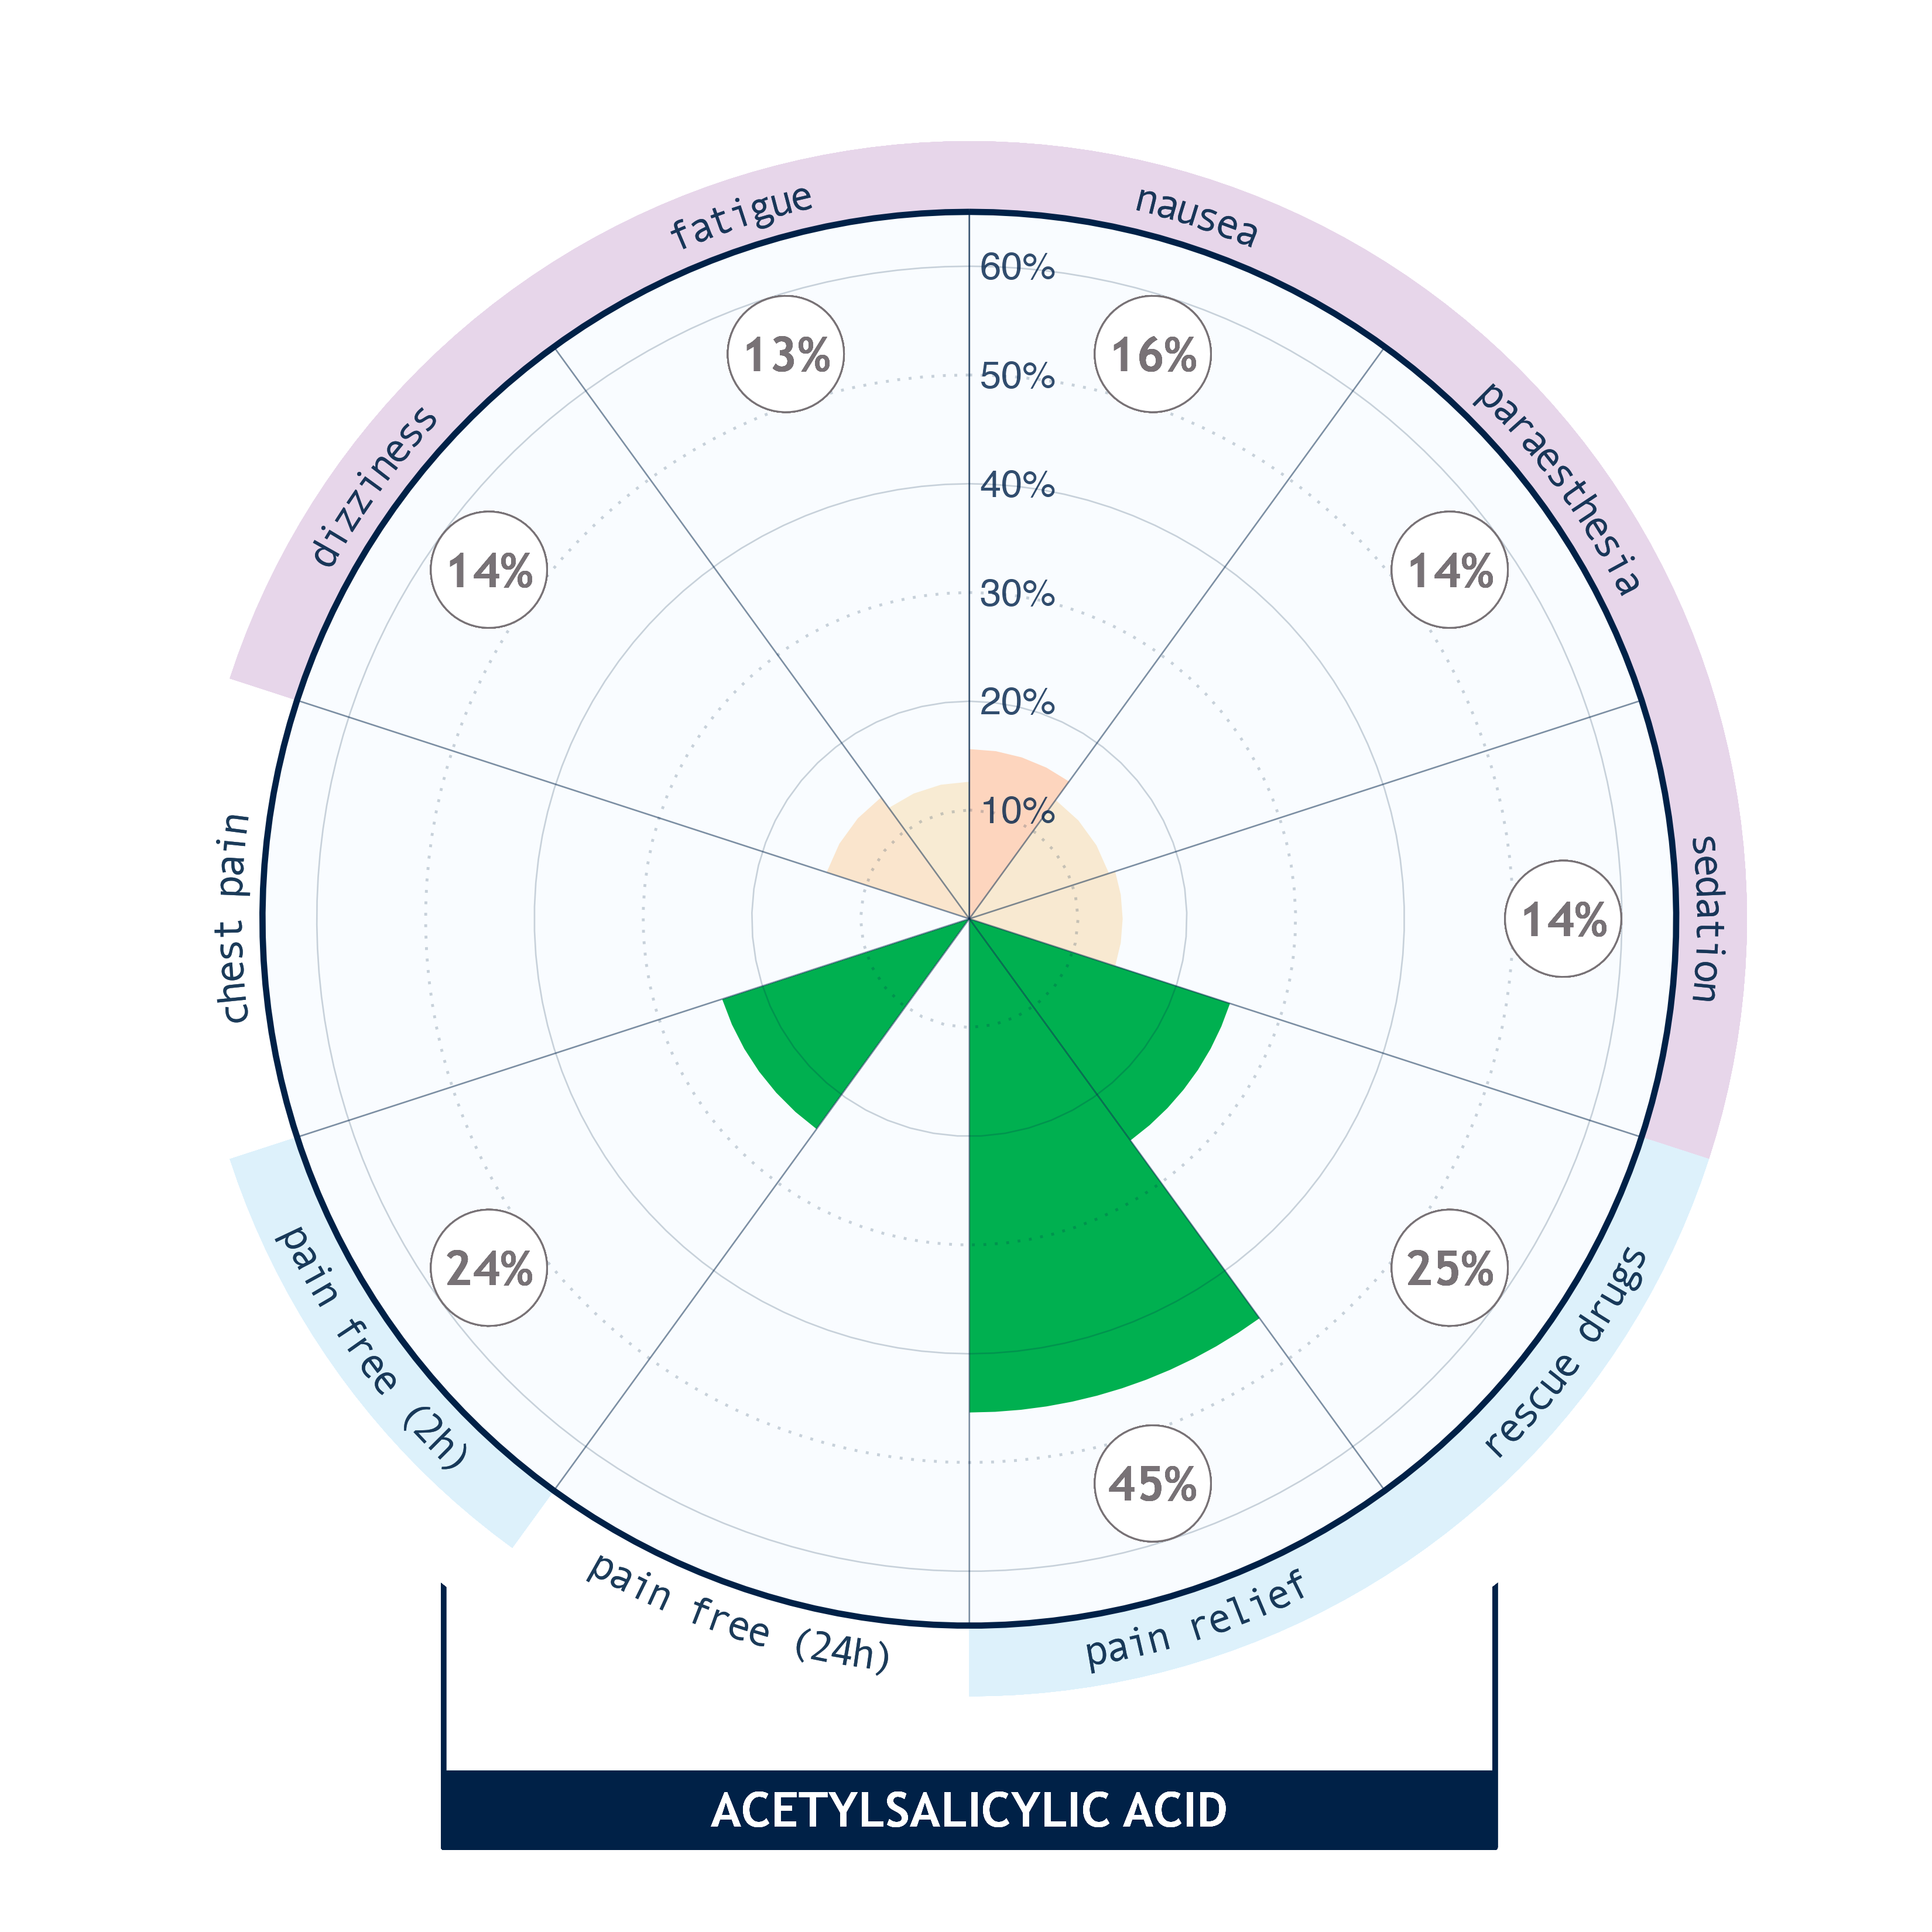 fatigue
nausea
60%
13%
16%
50%
dizziness
paraesthesia
40%
14%
14%
30%
20%
10%
chest pain
sedation
14%
24%
25%
pain free (2h)
rescue drugs
45%
pain free (24h)
pain relief
ACETYLSALICYLIC ACID